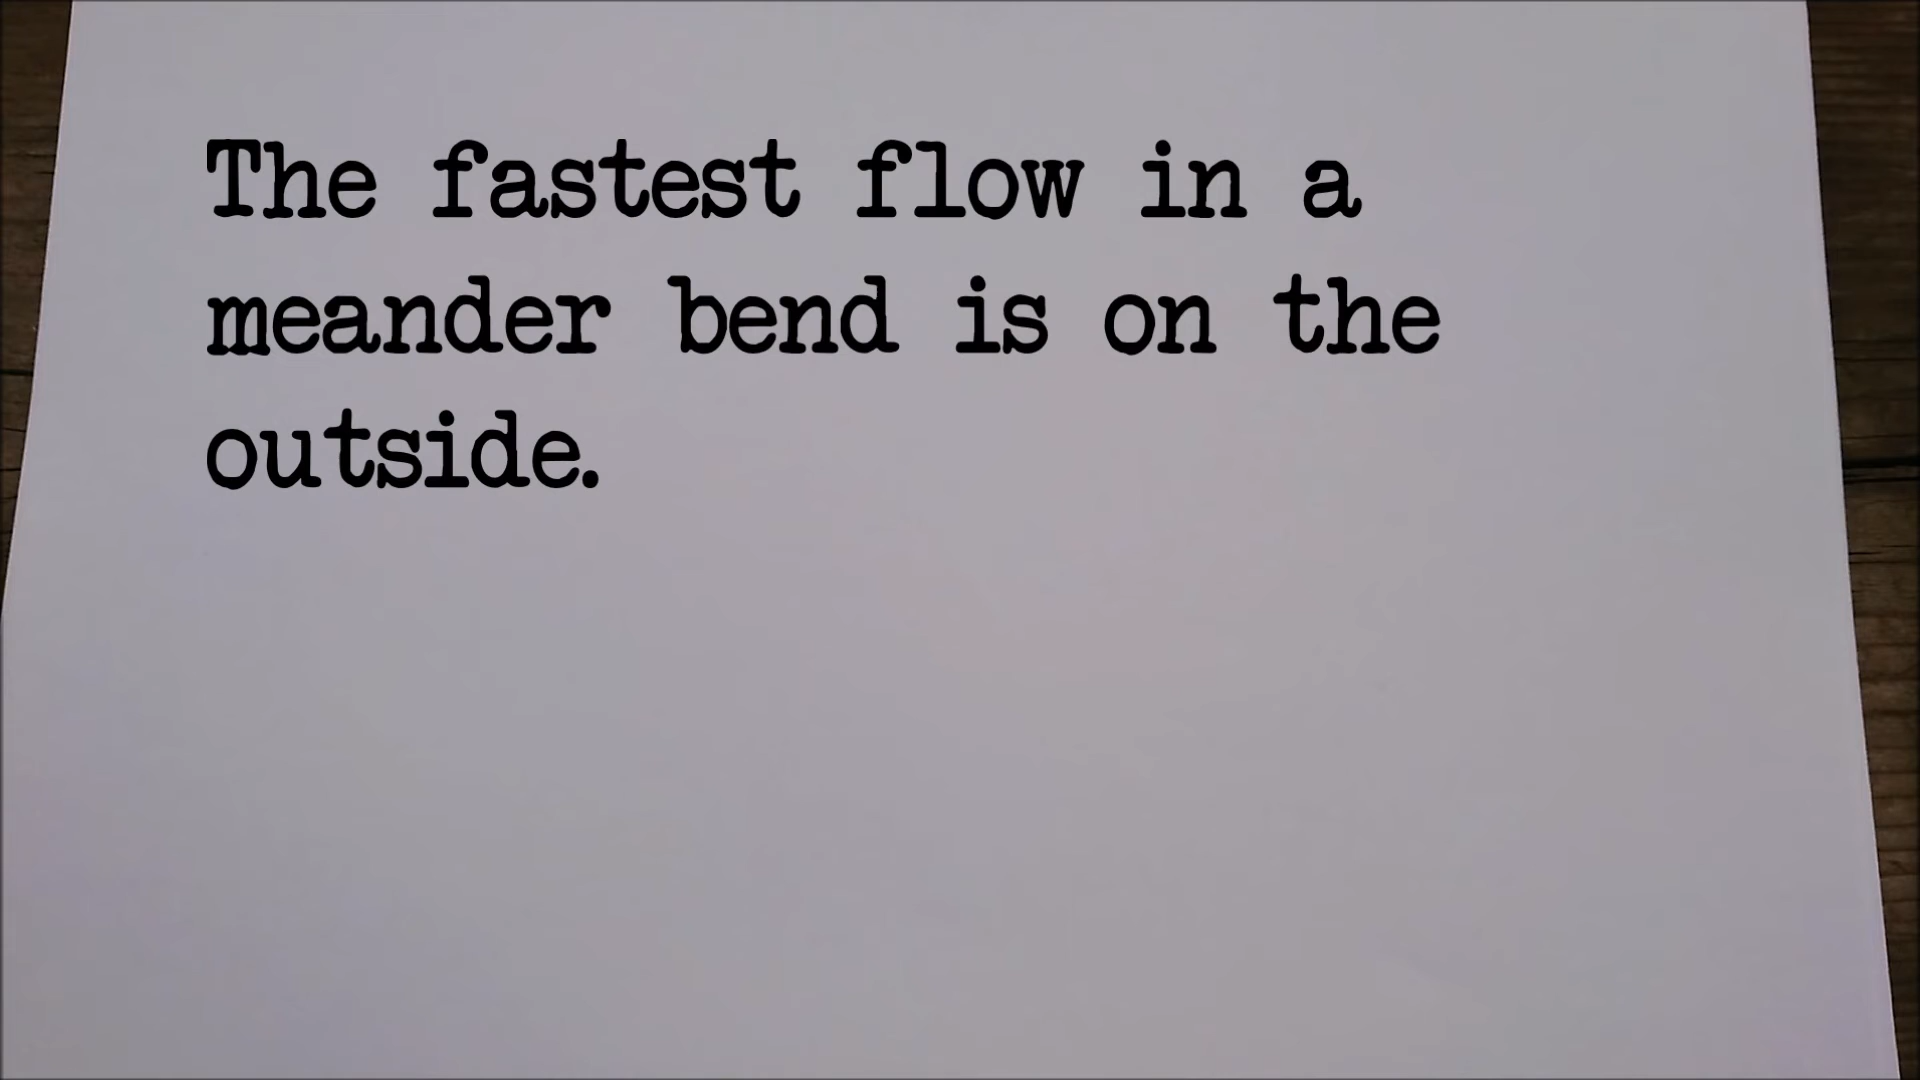 The fastest flow in a
meander bend is on the
outside.